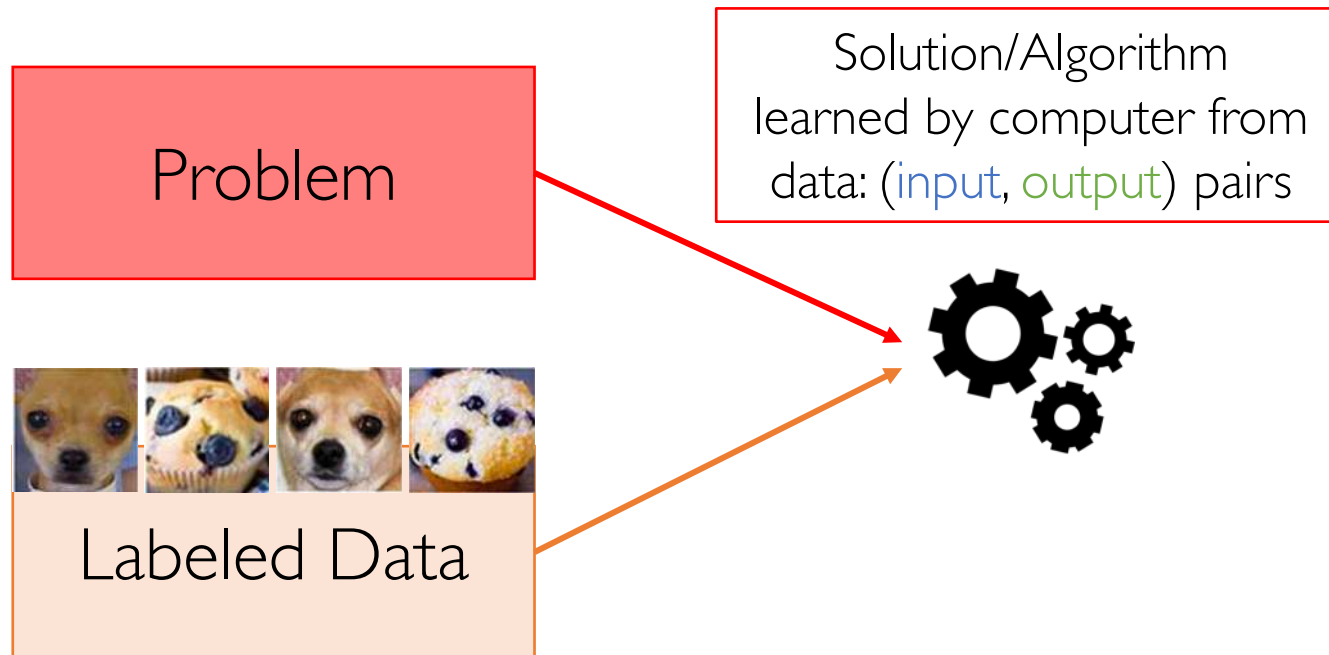 Problem
Solution/Algorithm
learned by computer from
data: (input, output) pairs
Labeled Data